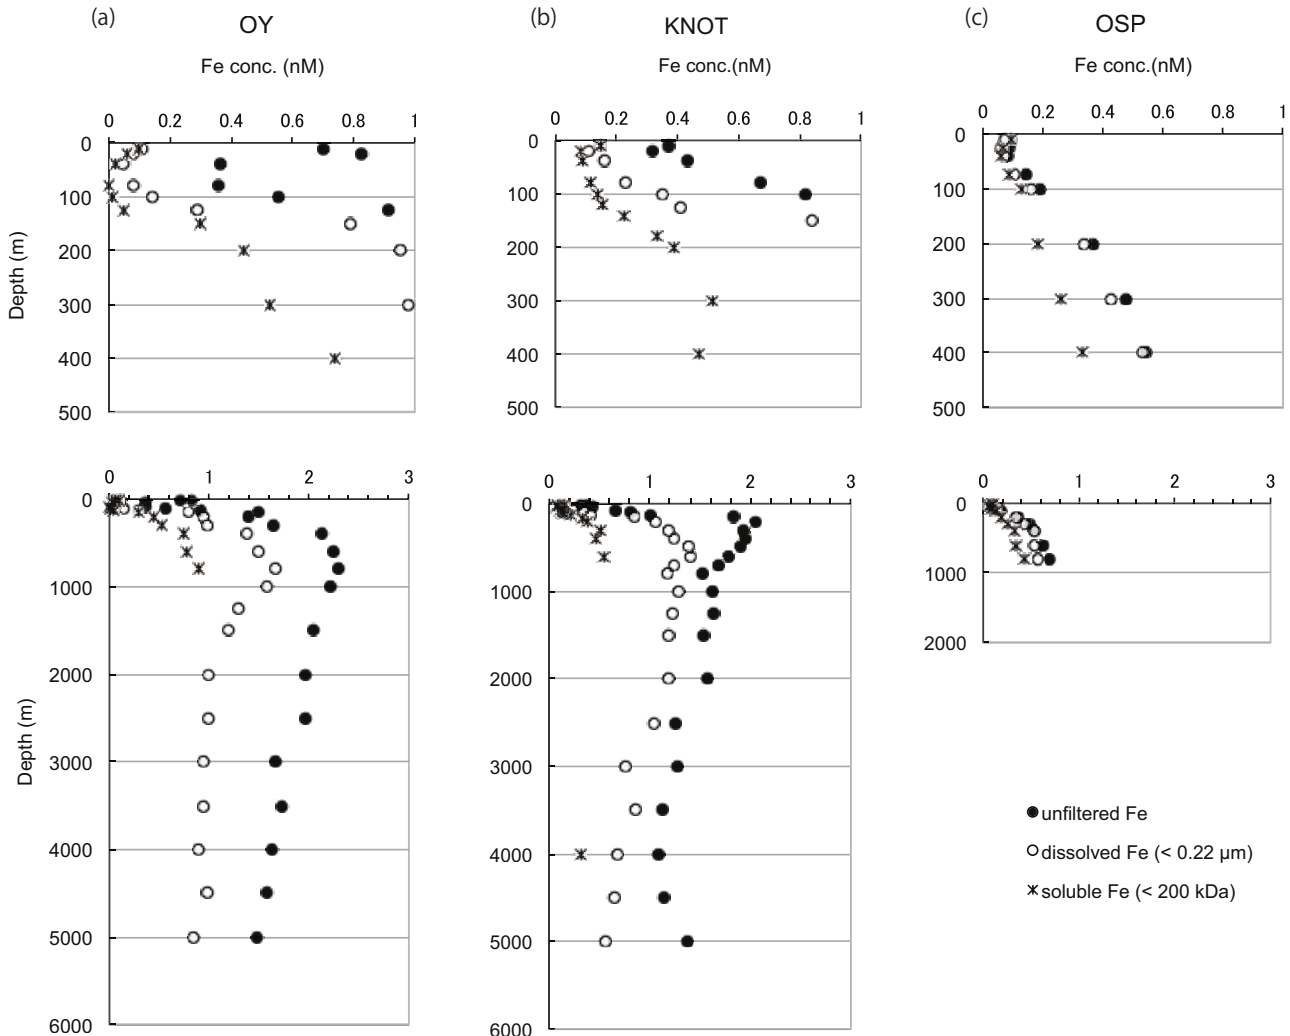 (a)
OY
Fe conc. (nM)
0 0.2 0.4 0.6 0.8 1
0
100
200
300
400
500
Depth (m)
(b)
KNOT
Fe conc.(nM)
0 0.2 0.4 0.6 0.8 1
0
100
200
300
400
500
(c)
OSP
Fe conc.(nM)
0 0.2 0.4 0.6 0.8 1
0
100
200
300
400
500
0 1 2 3
0
1000
2000
3000
4000
5000
6000
Depth (m)
0 1 2 3
0
1000
2000
3000
4000
5000
6000
0 1 2 3
0
1000
2000
unfiltered Fe
dissolved Fe (< 0.22 μm)
soluble Fe (< 200 kDa)